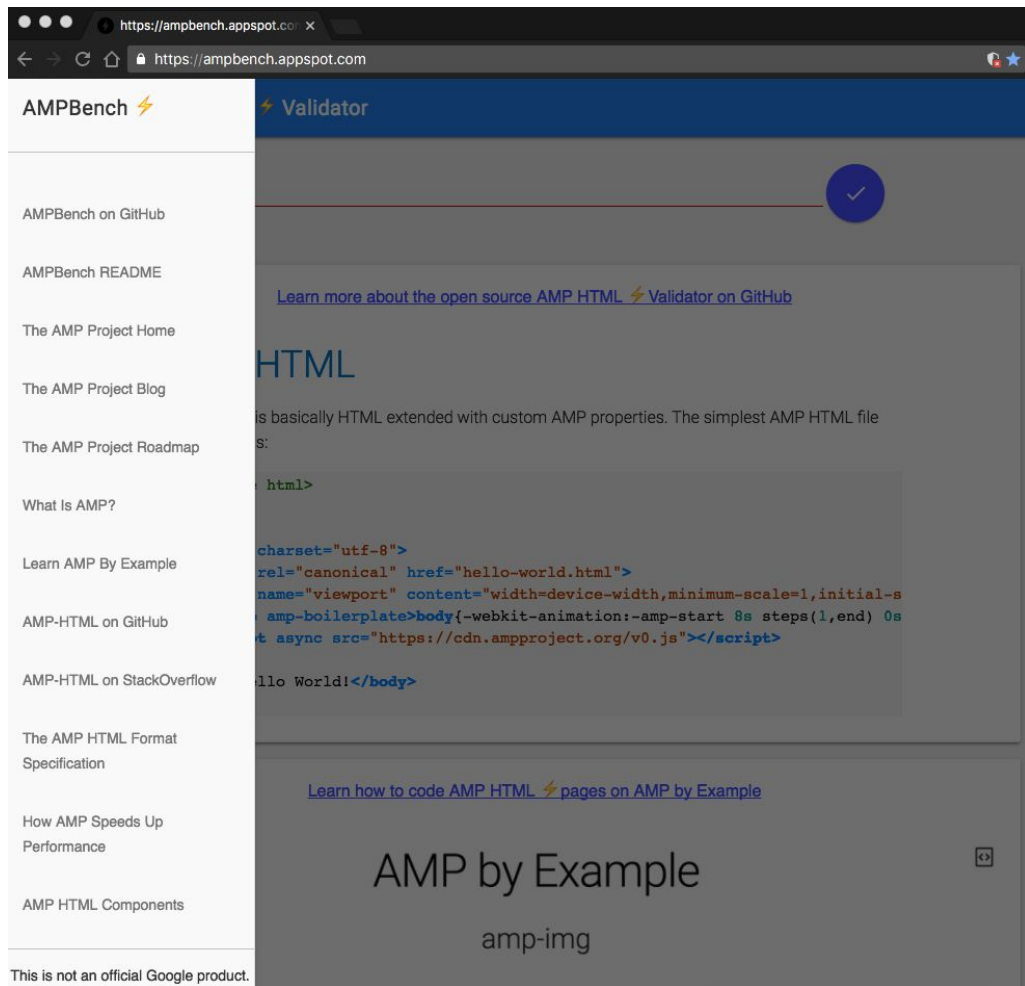 https://ampbench.appspot.con
https://ampbench.appspot.com
AMPBench ⚡
⚡ Validator
AMPBench on GitHub
AMPBench README
The AMP Project Home
The AMP Project Blog
The AMP Project Roadmap
What Is AMP?
Learn AMP By Example
AMP-HTML on GitHub
AMP-HTML on StackOverflow
The AMP HTML Format
Specification
How AMP Speeds Up
Performance
AMP HTML Components
This is not an official Google product.
Learn more about the open source AMP HTML ⚡ Validator on GitHub
HTML
is basically HTML extended with custom AMP properties. The simplest AMP HTML file
s:
html>
charset="utf-8">
rel="canonical" href="hello-world.html">
name="viewport" content="width=device-width,minimum-scale=1,initial-s
amp-boilerplate>body{-webkit-animation:-amp-start 8s steps(1,end) 0s
t async src="https://cdn.ampproject.org/v0.js"></script>
llo World!</body>
Learn how to code AMP HTML ⚡ pages on AMP by Example
AMP by Example
amp-img